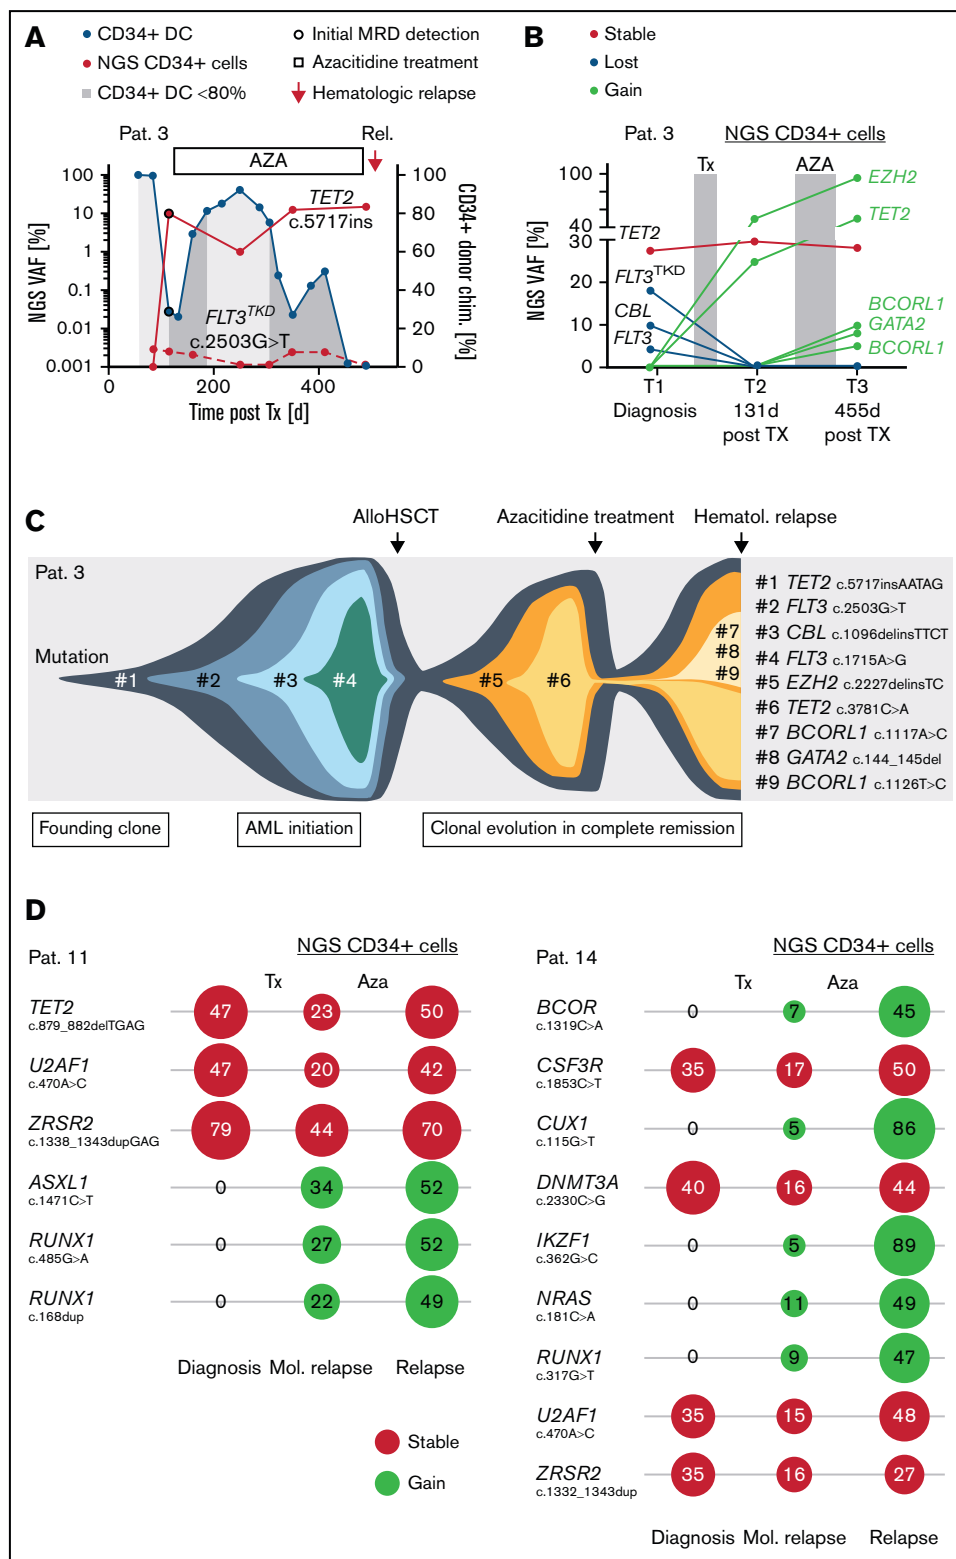 A
CD34+ DC
NGS CD34+ cells
CD34+ DC <80%
Initial MRD detection
Azacitidine treatment
Hematologic relapse
Pat. 3
Rel.
AZA
100
10
1
0.1
0.01
0.001
NGS VAF [%]
TET2
c.5717ins
FLT3TKD
c.2503G>T
100
80
60
40
20
0
CD34+ donor chim. [%]
0
200
400
Time post Tx [d]
B
Stable
Lost
Gain
Pat. 3
NGS CD34+ cells
Tx
AZA
100
40
30
20
10
0
NGS VAF [%]
TET2
FLT3TKD
CBL
FLT3
EZH2
TET2
BCORL1
GATA2
BCORL1
T1
T2
T3
Diagnosis
131d
post TX
455d
post TX
C
AlloHSCT
Azacitidine treatment
Hematol. relapse
Pat. 3
Mutation
#1
#2
#3
#4
#5
#6
#7
#8
#9
#1 TET2 c.5717insAATAG
#2 FLT3 c.2503G>T
#3 CBL c.1096delinsTTCT
#4 FLT3 c.1715A>G
#5 EZH2 c.2227delinsTC
#6 TET2 c.3781C>A
#7 BCORL1 c.1117A>C
#8 GATA2 c.144_145del
#9 BCORL1 c.1126T>C
Founding clone
AML initiation
Clonal evolution in complete remission
D
Pat. 11
NGS CD34+ cells
Tx
Aza
TET2
c.879_882delTGAG
47
23
50
U2AF1
c.470A>C
47
20
42
ZRSR2
c.1338_1343dupGAG
79
44
70
ASXL1
c.1471C>T
0
34
52
RUNX1
c.485G>A
0
27
52
RUNX1
c.168dup
0
22
49
Diagnosis
Mol. relapse
Relapse
Stable
Gain
Pat. 14
NGS CD34+ cells
Tx
Aza
BCOR
c.1319C>A
0
7
45
CSF3R
c.1853C>T
35
17
50
CUX1
c.115G>T
0
5
86
DNMT3A
c.2330C>G
40
16
44
IKZF1
c.362G>C
0
5
89
NRAS
c.181C>A
0
11
49
RUNX1
c.317G>T
0
9
47
U2AF1
c.470A>C
35
15
48
ZRSR2
c.1332_1343dup
35
16
27
Diagnosis
Mol. relapse
Relapse